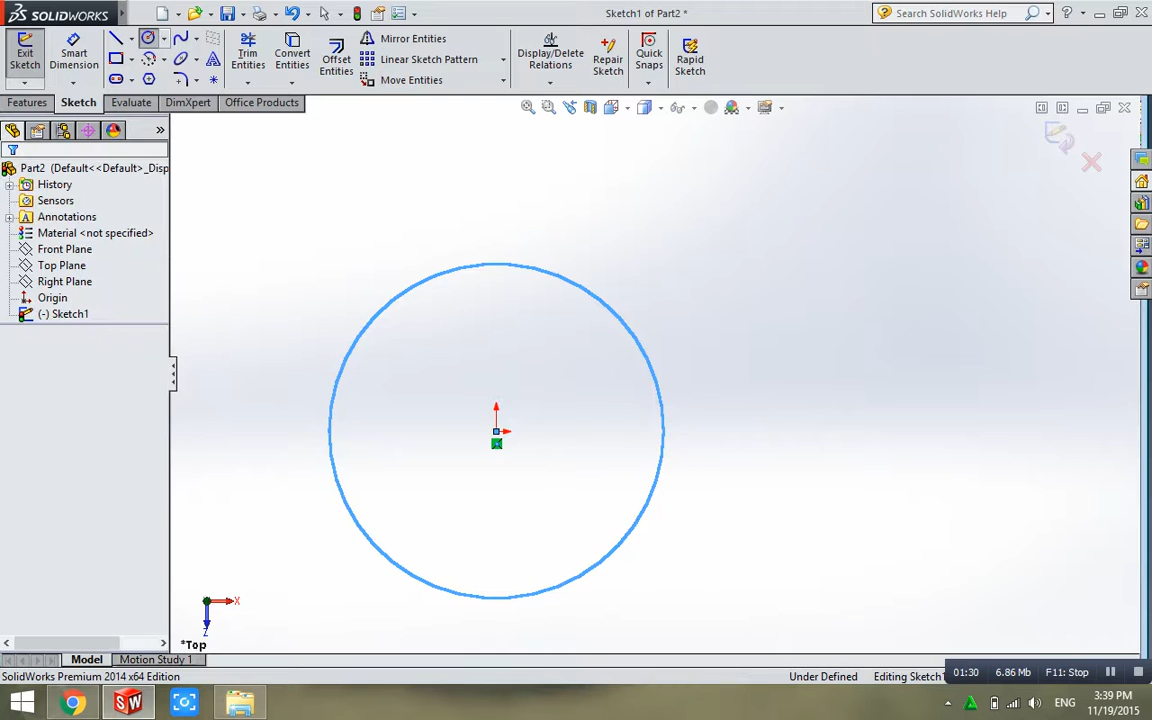 SOLIDWORKS
Sketch1 of Part2 *
Search SolidWorks Help
Exit Sketch
Smart Dimension
Trim Entities
Convert Entities
Offset Entities
Mirror Entities
Linear Sketch Pattern
Move Entities
Display/Delete Relations
Repair Sketch
Quick Snaps
Rapid Sketch
Features
Sketch
Evaluate
DimXpert
Office Products
Part2 (Default<<Default>_Disp
History
Sensors
Annotations
Material <not specified>
Front Plane
Top Plane
Right Plane
Origin
(-) Sketch1
X
Z
*Top
Model
Motion Study 1
SolidWorks Premium 2014 x64 Edition
Under Defined
Editing Sketch1
01:30
6.86 Mb
F11: Stop
ENG
3:39 PM
11/19/2015